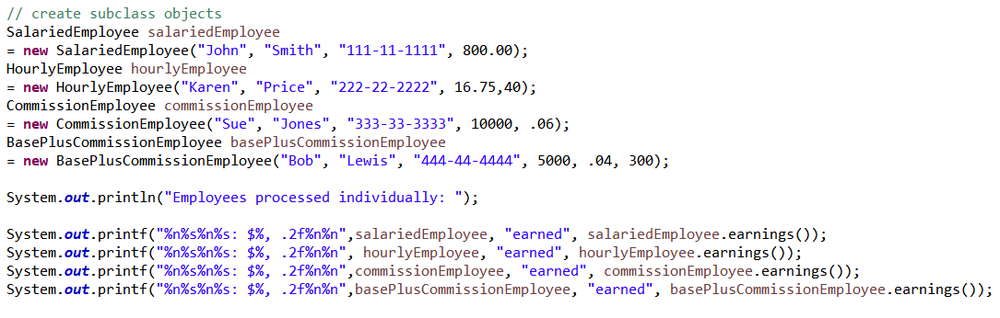 // create subclass objects
SalariedEmployee salariedEmployee
= new SalariedEmployee("John", "Smith", "111-11-1111", 800.00);
HourlyEmployee hourlyEmployee
= new HourlyEmployee("Karen", "Price", "222-22-2222", 16.75,40);
CommissionEmployee commissionEmployee
= new CommissionEmployee("Sue", "Jones", "333-33-3333", 10000, .06);
BasePlusCommissionEmployee basePlusCommissionEmployee
= new BasePlusCommissionEmployee("Bob", "Lewis", "444-44-4444", 5000, .04, 300);
System.out.println("Employees processed individually: ");
System.out.printf("%n%s%n%s: $%, .2f%n%n",salariedEmployee, "earned", salariedEmployee.earnings());
System.out.printf("%n%s%n%s: $%, .2f%n%n", hourlyEmployee, "earned", hourlyEmployee.earnings());
System.out.printf("%n%s%n%s: $%, .2f%n%n",commissionEmployee, "earned", commissionEmployee.earnings());
System.out.printf("%n%s%n%s: $%, .2f%n%n",basePlusCommissionEmployee, "earned", basePlusCommissionEmployee.earnings());